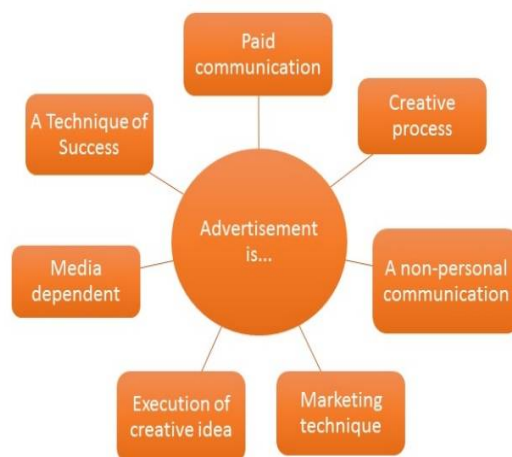 Paid
communication
Creative
process
A non-personal
communication
Marketing
technique
Execution of
creative idea
Media
dependent
A Technique of
Success
Advertisement
is...